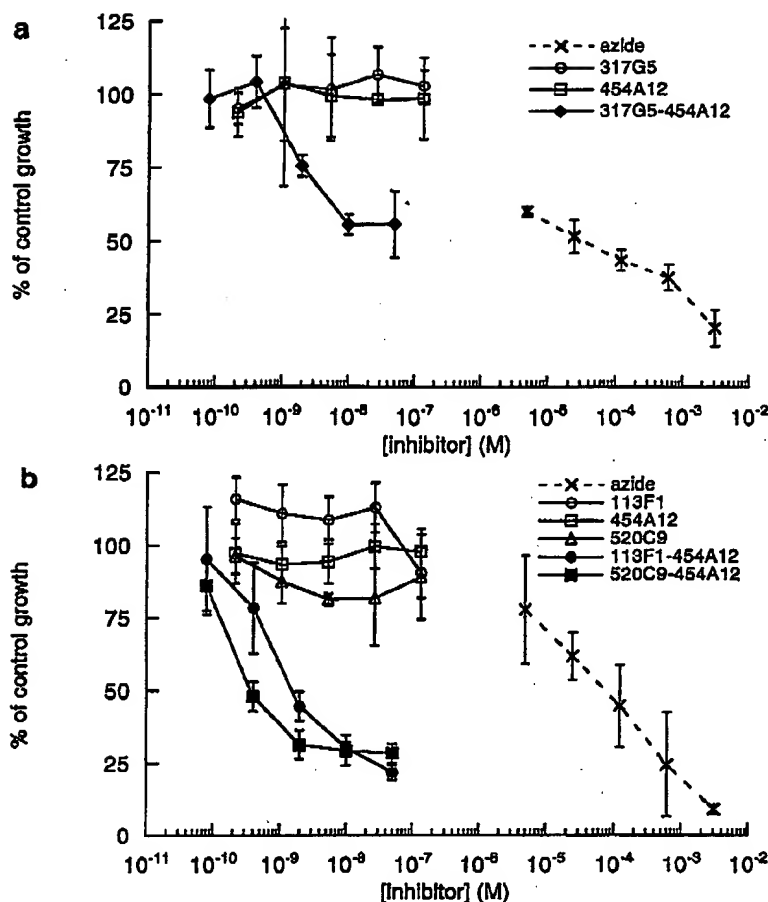 a
125
100
75
50
25
0
% of control growth
azide
317G5
454A12
317G5-454A12
10-11 10-10 10-9 10-8 10-7 10-6 10-5 10-4 10-3 10-2
[inhibitor] (M)
b
125
100
75
50
25
0
% of control growth
azide
113F1
454A12
520C9
113F1-454A12
520C9-454A12
10-11 10-10 10-9 10-8 10-7 10-6 10-5 10-4 10-3 10-2
[inhibitor] (M)